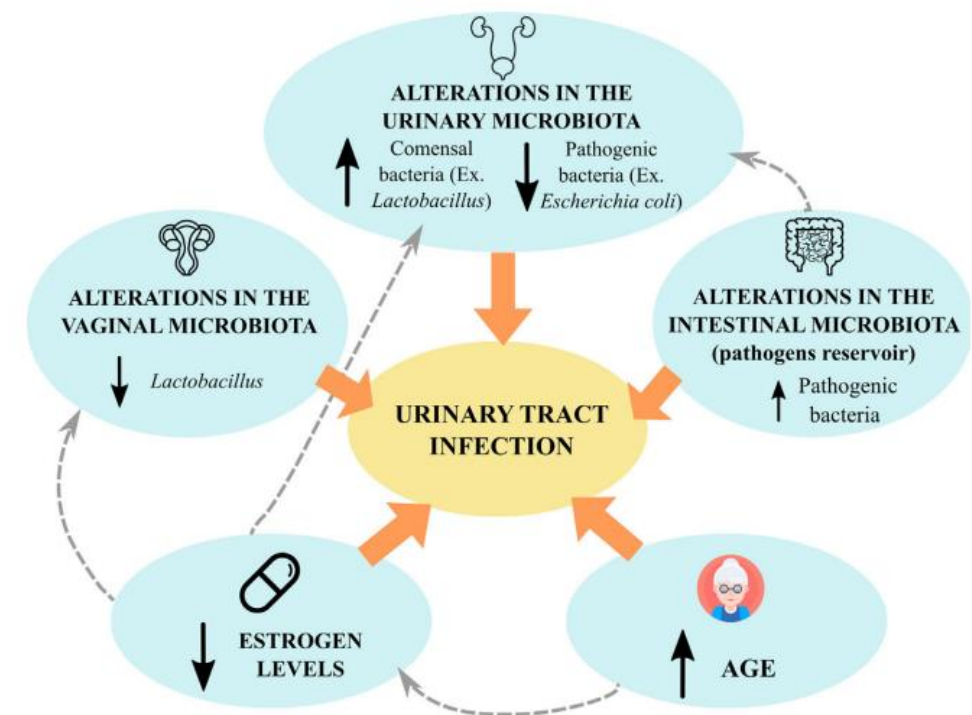 ALTERATIONS IN THE
URINARY MICROBIOTA
Comensal
bacteria (Ex.
Lactobacillus)
Pathogenic
bacteria (Ex.
Escherichia coli)
ALTERATIONS IN THE
VAGINAL MICROBIOTA
Lactobacillus
ALTERATIONS IN THE
INTESTINAL MICROBIOTA
(pathogens reservoir)
Pathogenic
bacteria
URINARY TRACT
INFECTION
ESTROGEN
LEVELS
AGE